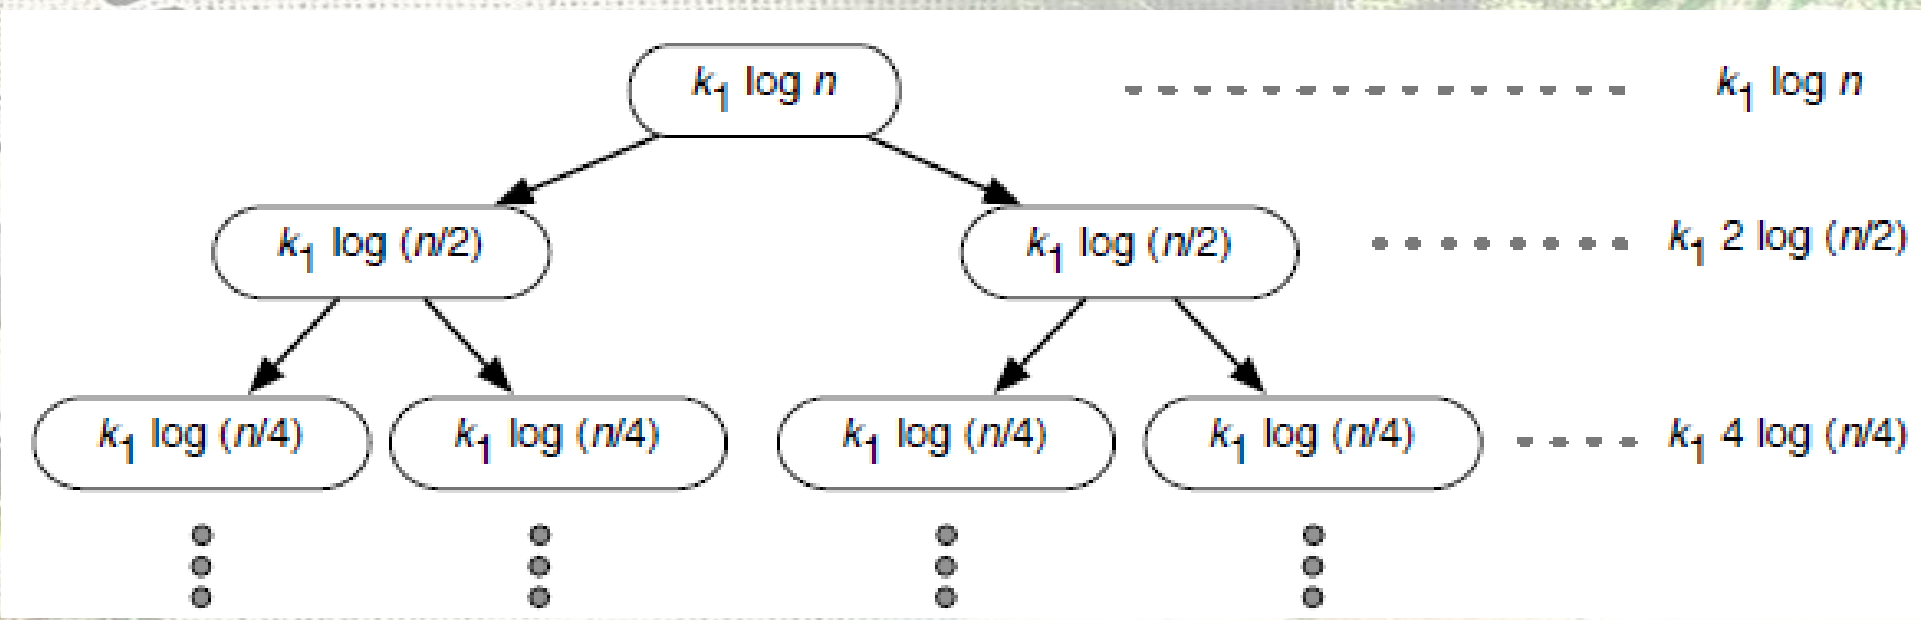 k₁ log n
k₁ log n
k₁ log (n/2)
k₁ log (n/2)
k₁ 2 log (n/2)
k₁ log (n/4)
k₁ log (n/4)
k₁ log (n/4)
k₁ log (n/4)
k₁ 4 log (n/4)